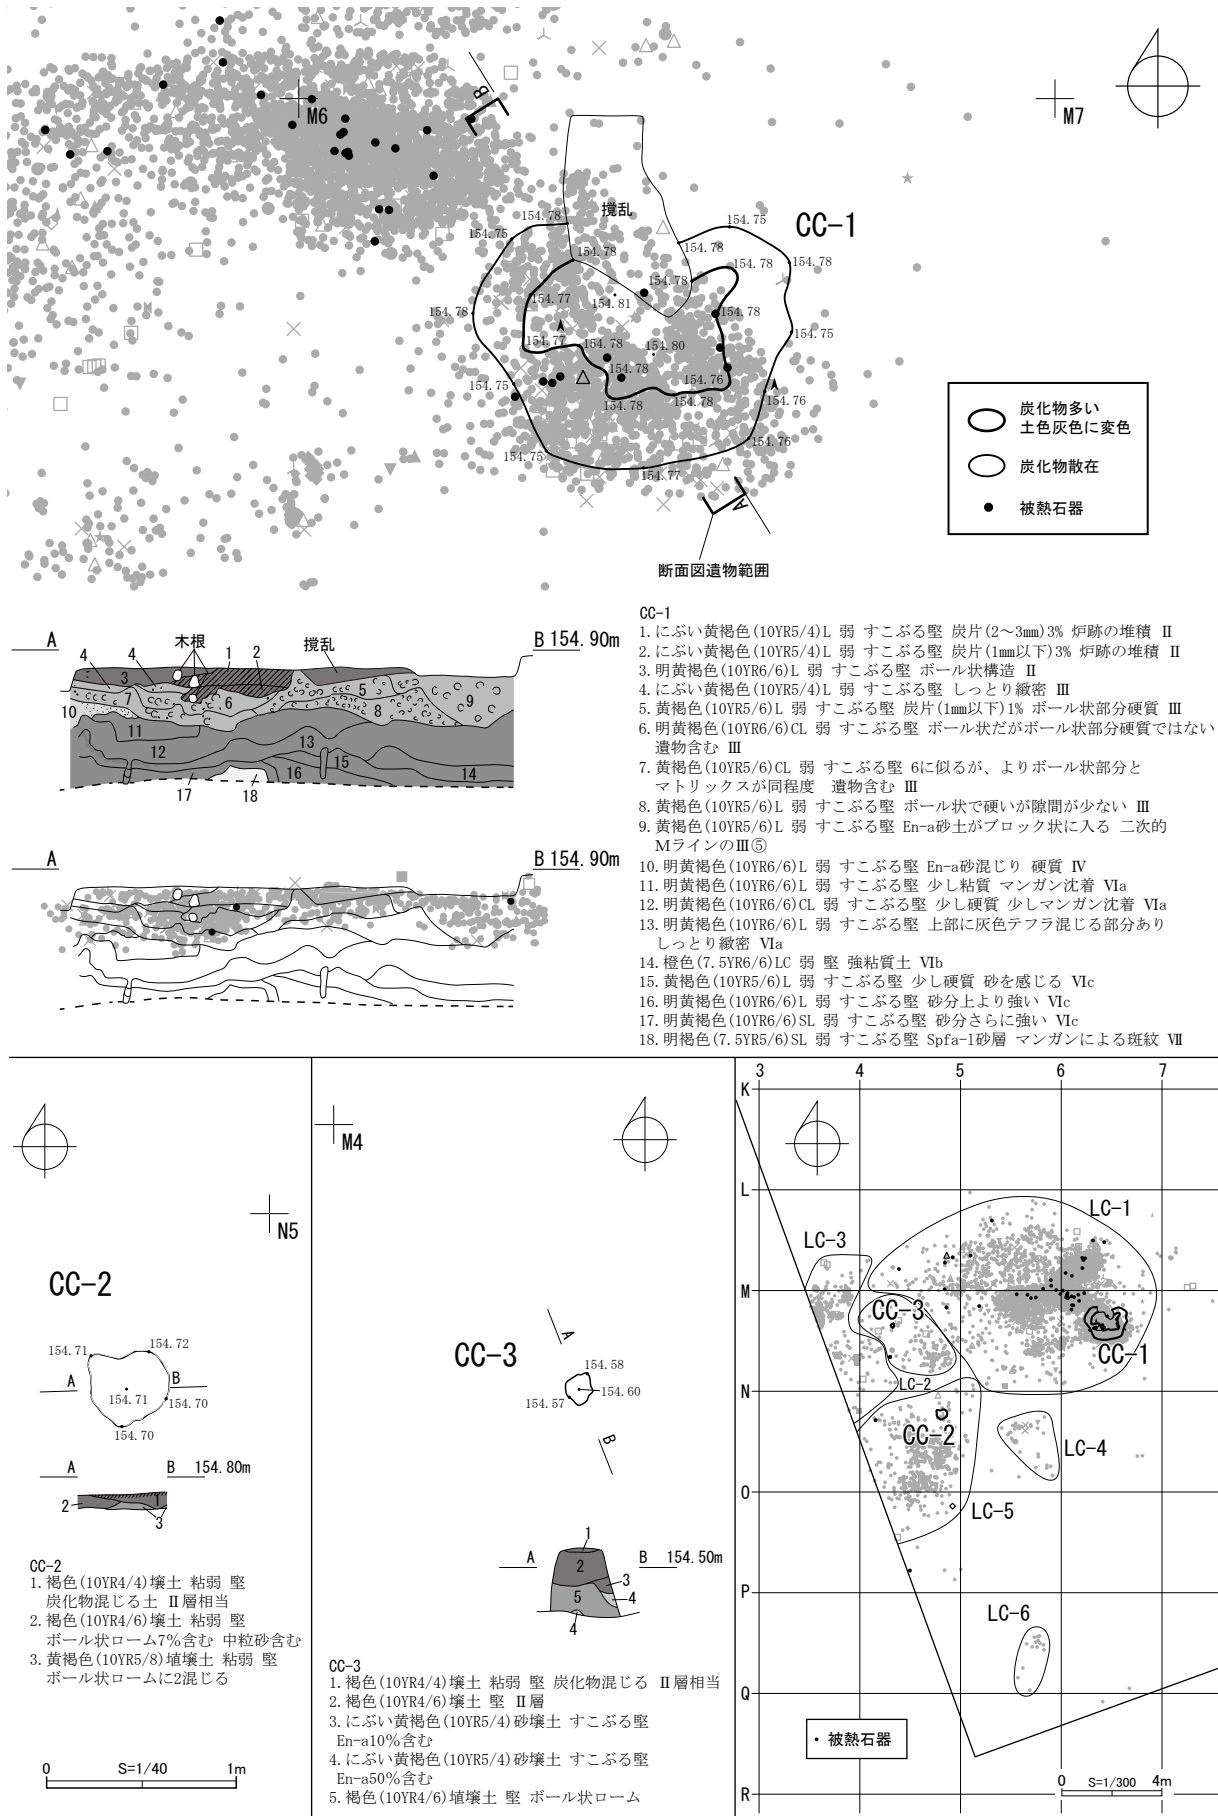 M6
M7
B
撹乱
CC-1
154.78
154.75
154.75
154.78
154.78
154.78
154.78
154.78
154.78
154.77
154.81
154.78
154.78
154.77
154.78
154.80
154.75
154.78
154.75
154.76
154.76
154.78
154.78
154.76
154.75
154.77
A
断面図遺物範囲
炭化物多い
土色灰色に変色
炭化物散在
被熱石器
A
木根
撹乱
B 154.90m
4 4 1 2
3 7 5
10 6 8 9
11
12 13
15
16 14
17 18
A
B 154.90m
CC-1
1.にぶい黄褐色(10YR5/4)L 弱 すこぶる堅 炭片(2〜3㎜)3% 炉跡の堆積 Ⅱ
2.にぶい黄褐色(10YR5/4)L 弱 すこぶる堅 炭片(1㎜以下)3% 炉跡の堆積 Ⅱ
3.明黄褐色(10YR6/6)L 弱 すこぶる堅 ボール状構造 Ⅱ
4.にぶい黄褐色(10YR5/4)L 弱 すこぶる堅 しっとり緻密 Ⅲ
5.黄褐色(10YR5/6)L 弱 すこぶる堅 炭片(1㎜以下)1% ボール状部分硬質 Ⅲ
6.明黄褐色(10YR6/6)CL 弱 すこぶる堅 ボール状だがボール状部分硬質ではない
遺物含む Ⅲ
7.黄褐色(10YR5/6)CL 弱 すこぶる堅 6に似るが、よりボール状部分と
マトリックスが同程度 遺物含む Ⅲ
8.黄褐色(10YR5/6)L 弱 すこぶる堅 ボール状で硬いが隙間が少ない Ⅲ
9.黄褐色(10YR5/6)L 弱 すこぶる堅 En-a砂土がブロック状に入る 二次的
MラインのⅢ⑤
10.明黄褐色(10YR6/6)L 弱 すこぶる堅 En-a砂混じり 硬質 Ⅳ
11.明黄褐色(10YR6/6)L 弱 すこぶる堅 少し粘質 マンガン沈着 Ⅵa
12.明黄褐色(10YR6/6)CL 弱 すこぶる堅 少し硬質 少しマンガン沈着 Ⅵa
13.明黄褐色(10YR6/6)L 弱 すこぶる堅 上部に灰色テフラ混じる部分あり
しっとり緻密 Ⅵa
14.橙色(7.5YR6/6)LC 弱 堅 強粘質土 Ⅵb
15.黄褐色(10YR5/6)L 弱 すこぶる堅 少し硬質 砂を感じる Ⅵc
16.明黄褐色(10YR6/6)L 弱 すこぶる堅 砂分上より強い Ⅵc
17.明黄褐色(10YR6/6)SL 弱 すこぶる堅 砂分さらに強い Ⅵc
18.明褐色(7.5YR5/6)SL 弱 すこぶる堅 Spfa-1砂層 マンガンによる斑紋 Ⅶ
N5
CC-2
154.71
154.72
A
B
154.71
154.70
154.70
A
B 154.80m
1
2
3
CC-2
1.褐色(10YR4/4)壌土 粘弱 堅
炭化物混じる土 Ⅱ層相当
2.褐色(10YR4/6)壌土 粘弱 堅
ボール状ローム7%含む 中粒砂含む
3.黄褐色(10YR5/8)埴壌土 粘弱 堅
ボール状ロームに2混じる
0 S=1/40 1m
M4
A
CC-3
154.58
154.60
154.57
B
A
B 154.50m
1
2
3
5 4
4
CC-3
1.褐色(10YR4/4)壌土 粘弱 堅 炭化物混じる Ⅱ層相当
2.褐色(10YR4/6)壌土 堅 Ⅱ層
3.にぶい黄褐色(10YR5/4)砂壌土 すこぶる堅
En-a10%含む
4.にぶい黄褐色(10YR5/4)砂壌土 すこぶる堅
En-a50%含む
5.褐色(10YR4/6)埴壌土 堅 ボール状ローム
3 4 5 6 7
K
L
LC-1
LC-3
M
CC-3
CC-1
LC-2
N
CC-2
LC-4
O
LC-5
P
LC-6
Q
被熱石器
R
0 S=1/300 4m